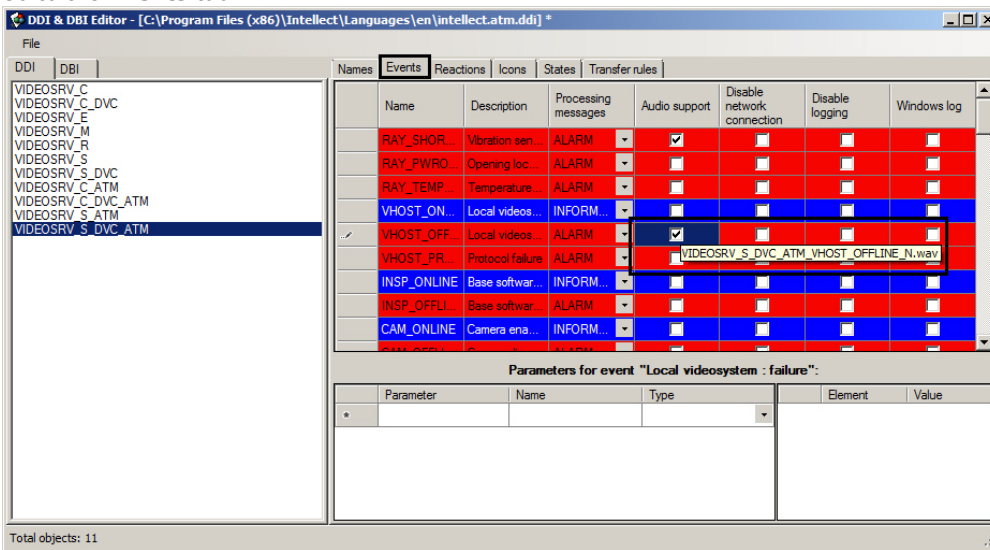 DDI & DBI Editor - [C:\Program Files (x86)\Intellect\Languages\en\intellect.atm.ddi] *
File
DDI DBI
Names Events Reactions Icons States Transfer rules
VIDEOSRV_C
VIDEOSRV_C_DVC
VIDEOSRV_E
VIDEOSRV_M
VIDEOSRV_R
VIDEOSRV_S
VIDEOSRV_S_DVC
VIDEOSRV_C_ATM
VIDEOSRV_C_DVC_ATM
VIDEOSRV_S_ATM
VIDEOSRV_S_DVC_ATM
Name Description Processing messages Audio support Disable network connection Disable logging Windows log
RAY_SHOR... Vibration sen... ALARM
RAY_PWRO... Opening loc... ALARM
RAY_TEMP... Temperature... ALARM
VHOST_ON... Local videos... INFORM...
VHOST_OFF... Local videos... ALARM
VIDEOSRV_S_DVC_ATM_VHOST_OFFLINE_N.wav
VHOST_PR... Protocol failure ALARM
INSP_ONLINE Base softwar... INFORM...
INSP_OFFLI... Base softwar... ALARM
CAM_ONLINE Camera ena... INFORM...
Parameters for event "Local videosystem : failure":
Parameter Name Type Element Value
Total objects: 11